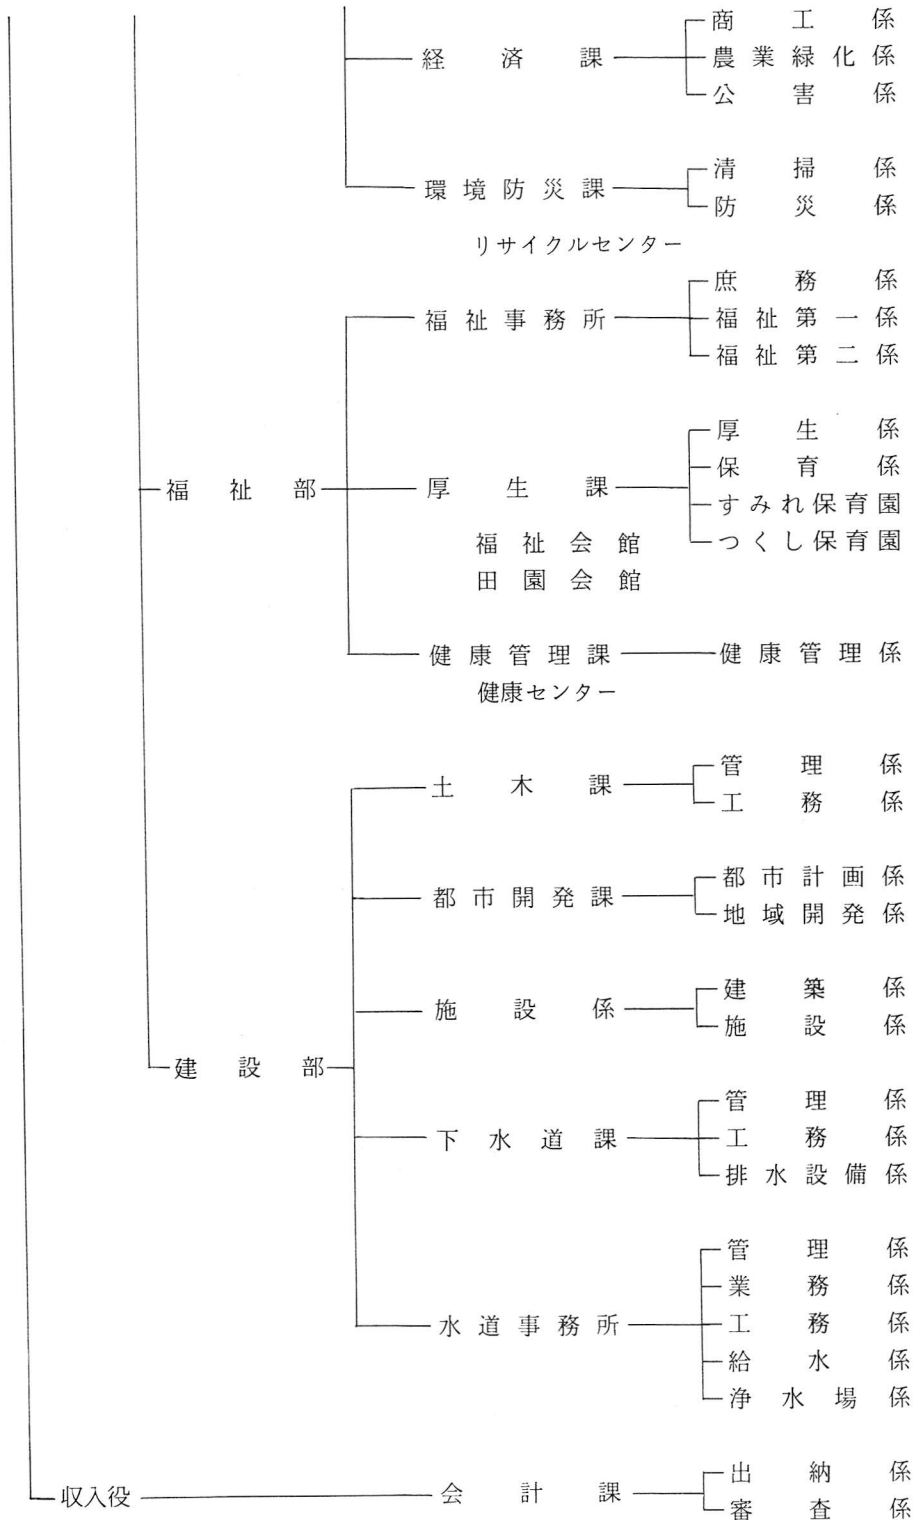 商工係
経済課 農業緑化係
公害係
清掃係
環境防災課
防災係
リサイクルセンター
庶務係
福祉事務所 福祉第一係
福祉第二係
厚生係
保育係
福祉部 厚生課
すみれ保育園
福祉会館 つくし保育園
田園会館
健康管理課 健康管理係
健康センター
管理係
土木課
工務係
都市計画係
都市開発課
地域開発係
建築係
施設係
施設係
建設部
管理係
下水道課 工務係
排水設備係
管理係
業務係
水道事務所 工務係
給水係
浄水場係
出納係
収入役 会計課
審査係